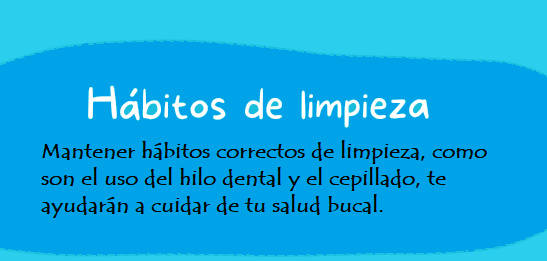 Hábitos de limpieza
Mantener hábitos correctos de limpieza, como
son el uso del hilo dental y el cepillado, te
ayudarán a cuidar de tu salud bucal.